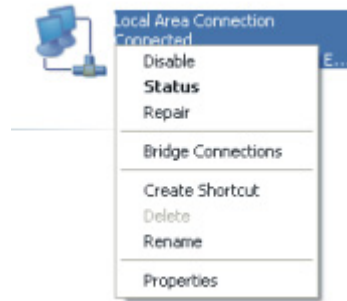 Local Area Connection
Connected
E...
Disable
Status
Repair
Bridge Connections
Create Shortcut
Delete
Rename
Properties